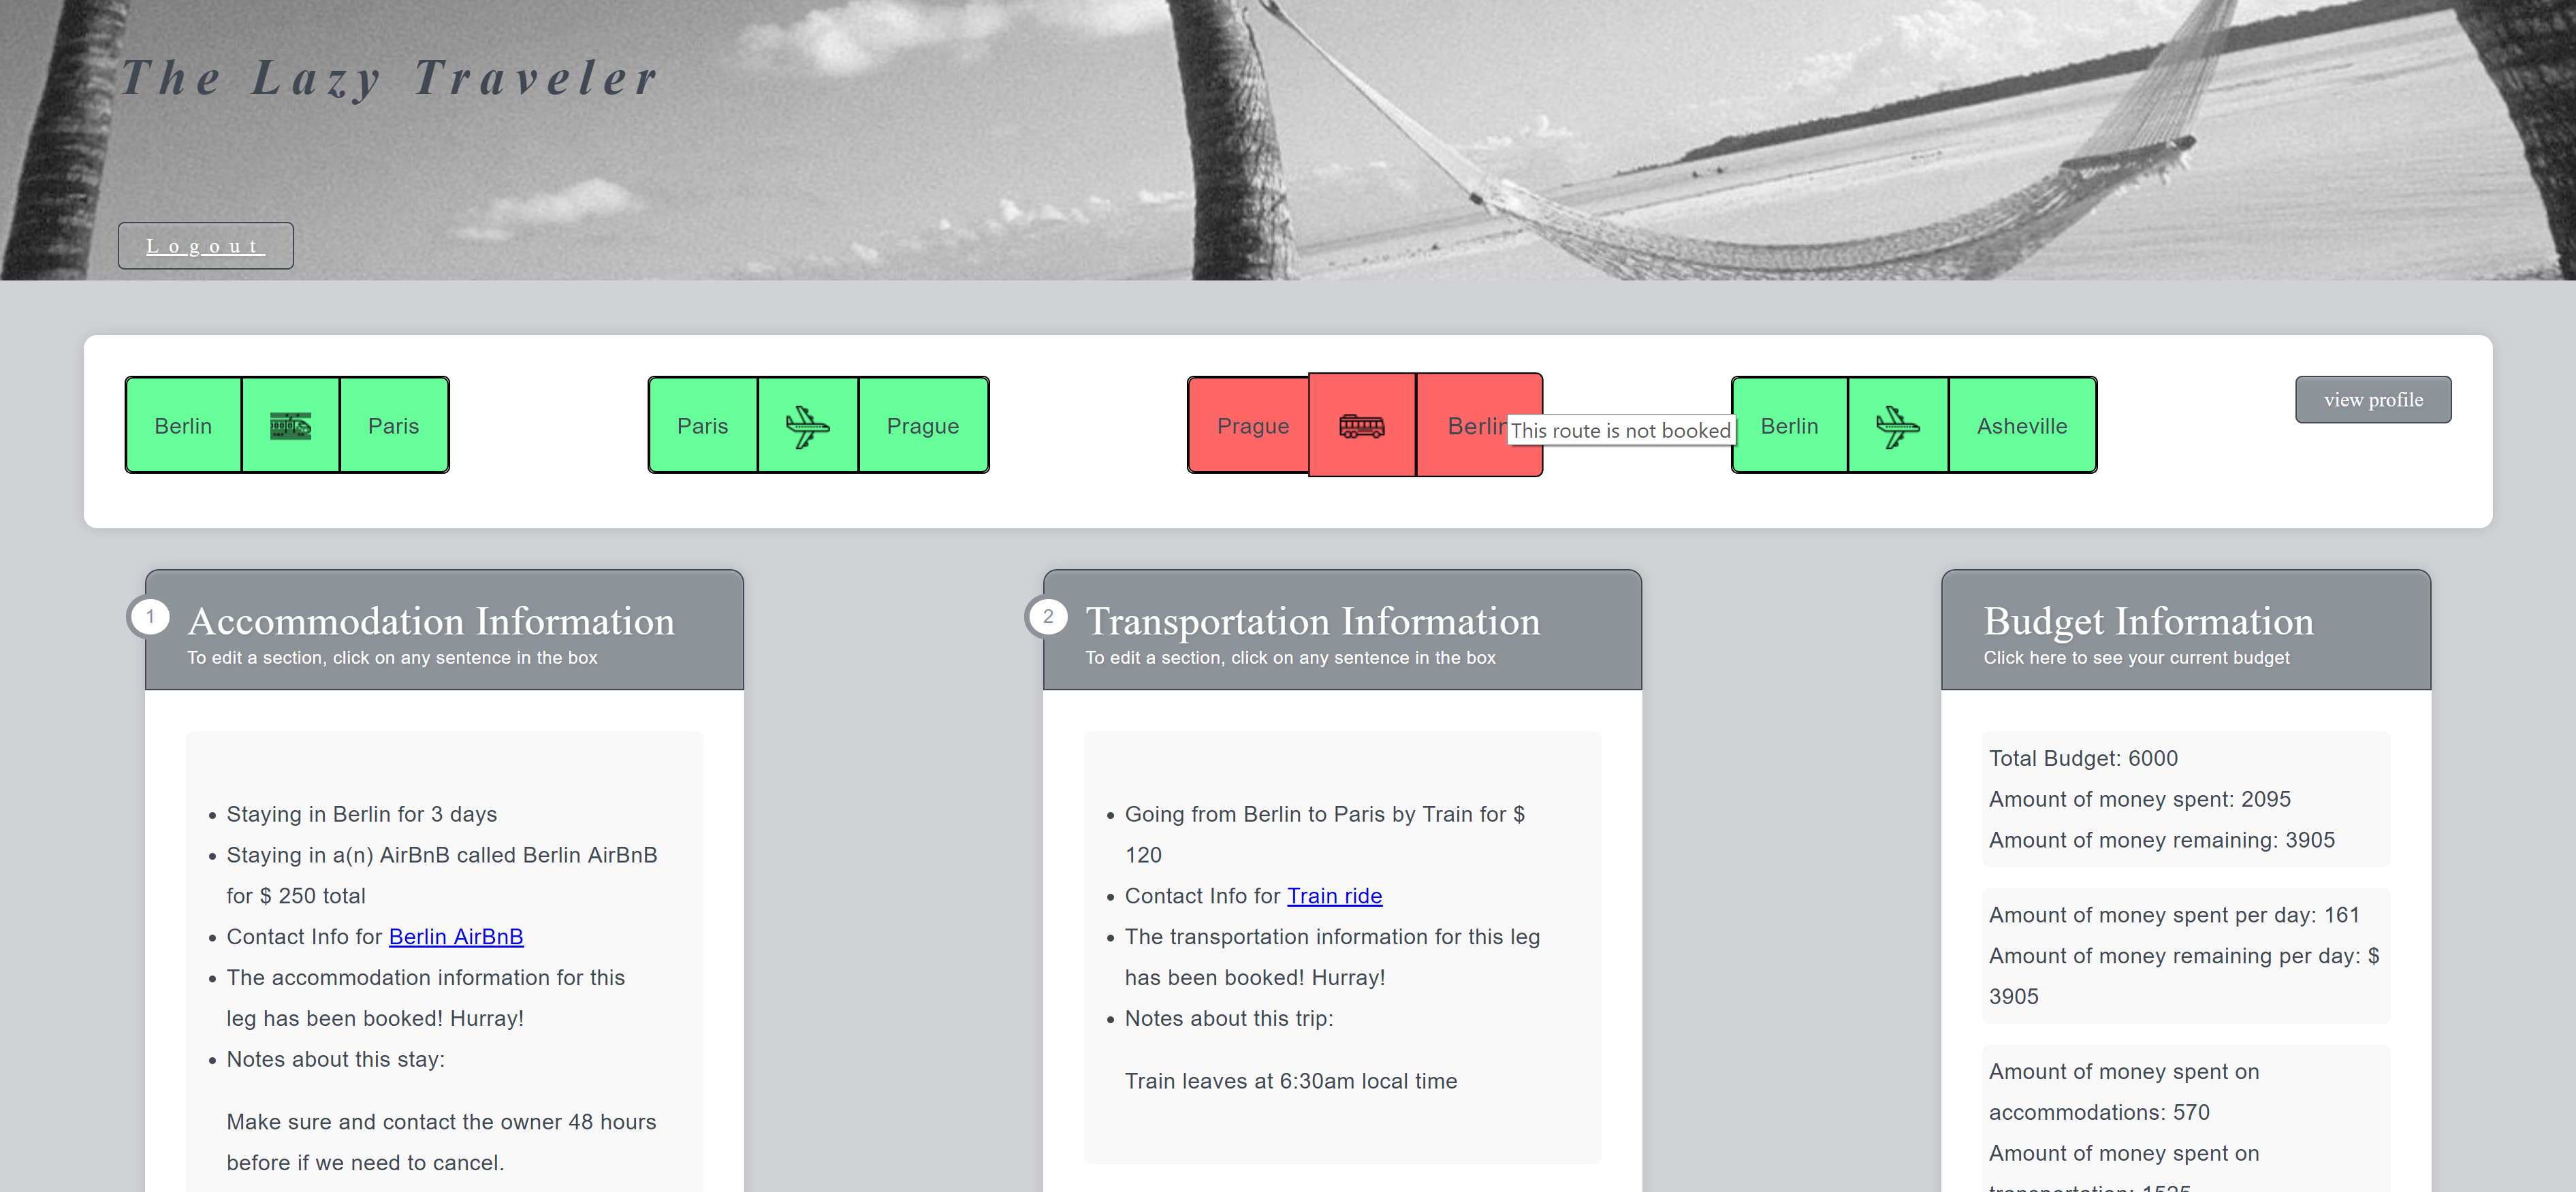 The Lazy Traveler
Logout
Berlin
Paris
Paris
Prague
Prague
This route is not booked
Berlin
Asheville
view profile
1
Accommodation Information
To edit a section, click on any sentence in the box
Staying in Berlin for 3 days
Staying in a(n) AirBnB called Berlin AirBnB
for $ 250 total
Contact Info for Berlin AirBnB
The accommodation information for this
leg has been booked! Hurray!
Notes about this stay:
Make sure and contact the owner 48 hours
before if we need to cancel.
2
Transportation Information
To edit a section, click on any sentence in the box
Going from Berlin to Paris by Train for $
120
Contact Info for Train ride
The transportation information for this leg
has been booked! Hurray!
Notes about this trip:
Train leaves at 6:30am local time
Budget Information
Click here to see your current budget
Total Budget: 6000
Amount of money spent: 2095
Amount of money remaining: 3905
Amount of money spent per day: 161
Amount of money remaining per day: $
3905
Amount of money spent on
accommodations: 570
Amount of money spent on